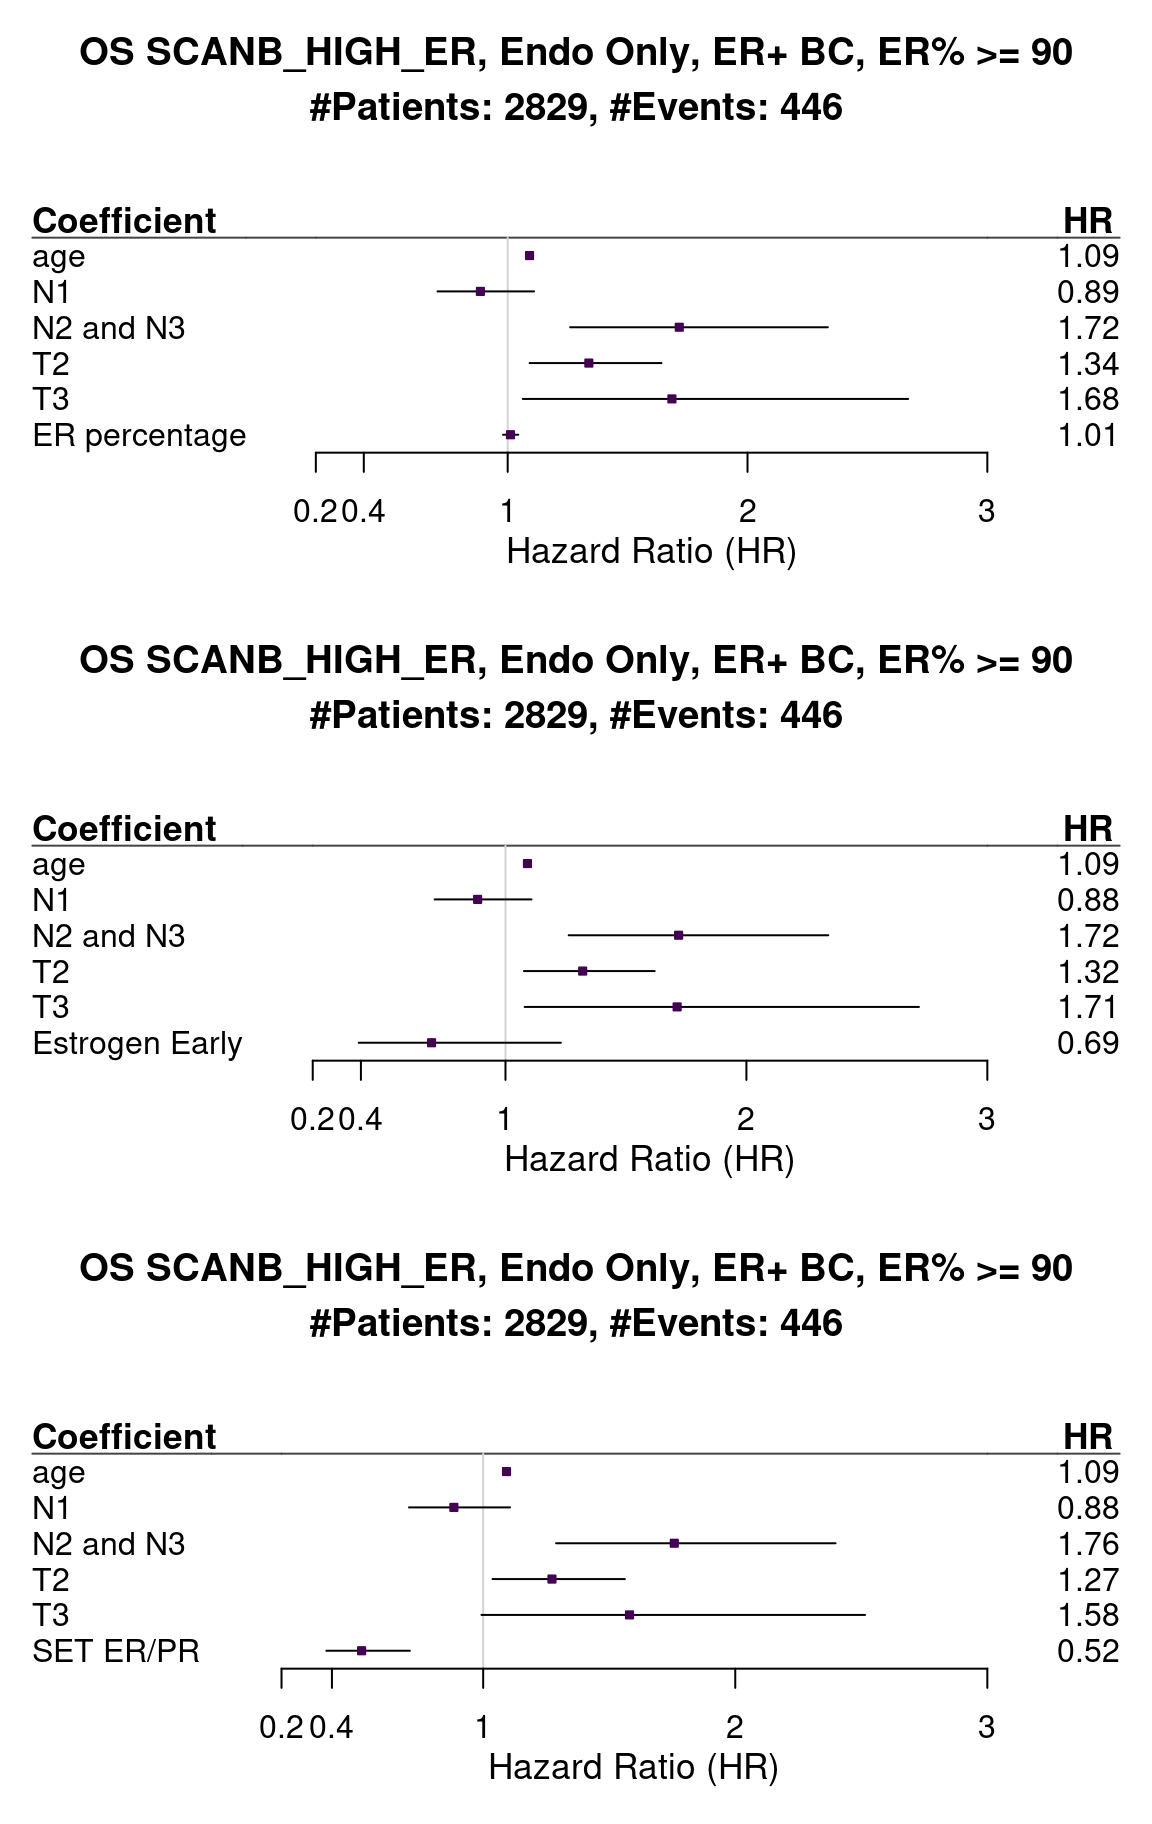 OS SCANB_HIGH_ER, Endo Only, ER+ BC, ER% >= 90
#Patients: 2829, #Events: 446
Coefficient HR
age 1.09
N1 0.89
N2 and N3 1.72
T2 1.34
T3 1.68
ER percentage 1.01
0.2 0.4 1 2 3
Hazard Ratio (HR)
OS SCANB_HIGH_ER, Endo Only, ER+ BC, ER% >= 90
#Patients: 2829, #Events: 446
Coefficient HR
age 1.09
N1 0.88
N2 and N3 1.72
T2 1.32
T3 1.71
Estrogen Early 0.69
0.2 0.4 1 2 3
Hazard Ratio (HR)
OS SCANB_HIGH_ER, Endo Only, ER+ BC, ER% >= 90
#Patients: 2829, #Events: 446
Coefficient HR
age 1.09
N1 0.88
N2 and N3 1.76
T2 1.27
T3 1.58
SET ER/PR 0.52
0.2 0.4 1 2 3
Hazard Ratio (HR)